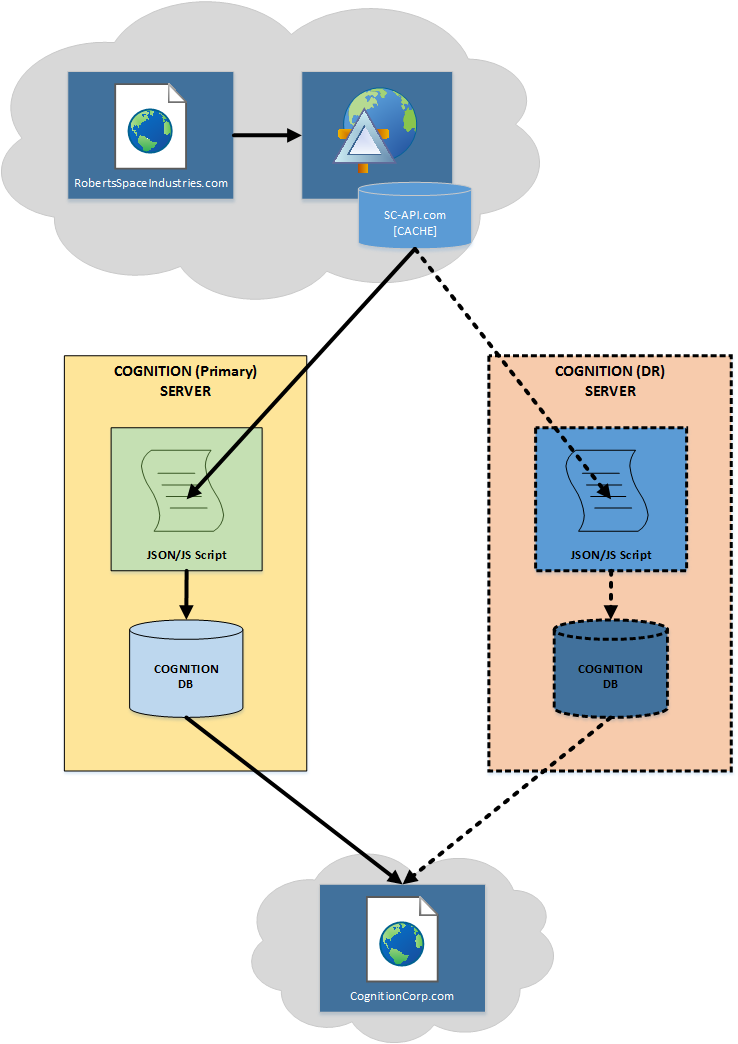 RobertsSpaceIndustries.com
SC-API.com
[CACHE]
COGNITION (Primary)
SERVER
JSON/JS Script
COGNITION
DB
COGNITION (DR)
SERVER
JSON/JS Script
COGNITION
DB
CognitionCorp.com